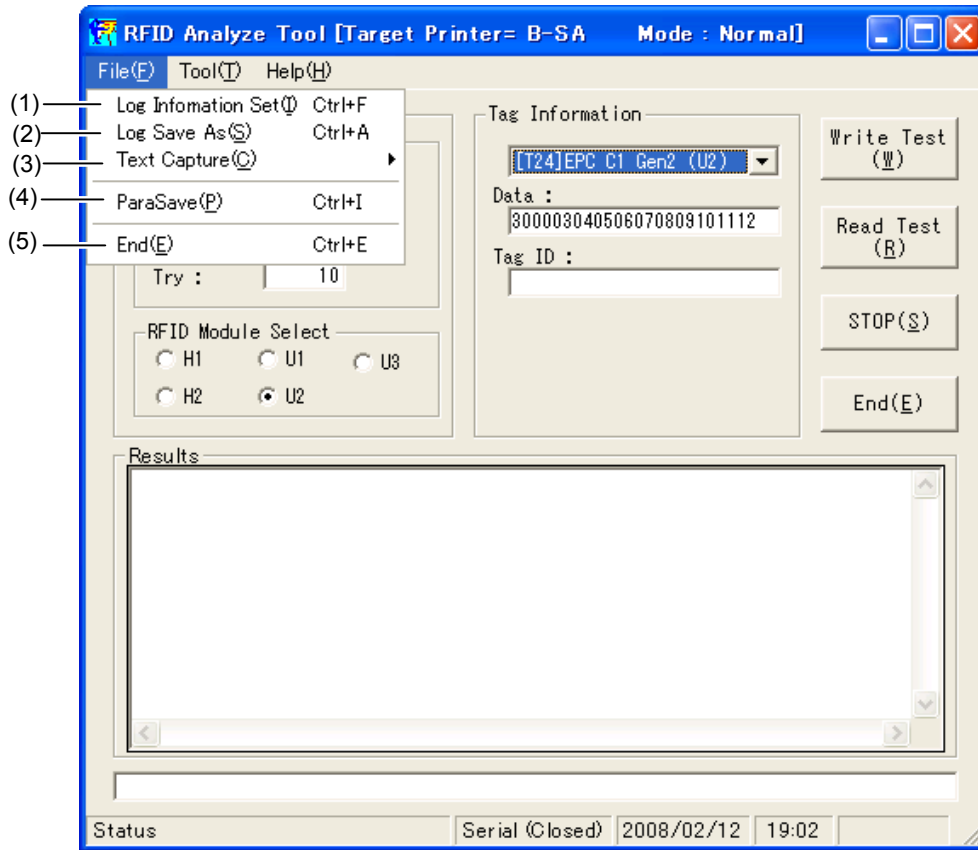 RFID Analyze Tool [Target Printer= B-SA Mode : Normal]
File(F) Tool(T) Help(H)
(1) Log Infomation Set(I) Ctrl+F
(2) Log Save As(S) Ctrl+A
(3) Text Capture(C)
(4) ParaSave(P) Ctrl+I
(5) End(E) Ctrl+E
Try : 10
RFID Module Select
H1 U1 U3
H2 U2
Tag Information
[T24]EPC C1 Gen2 (U2)
Data :
300003040506070809101112
Tag ID :
Write Test
(W)
Read Test
(R)
STOP(S)
End(E)
Results
Status Serial (Closed) 2008/02/12 19:02